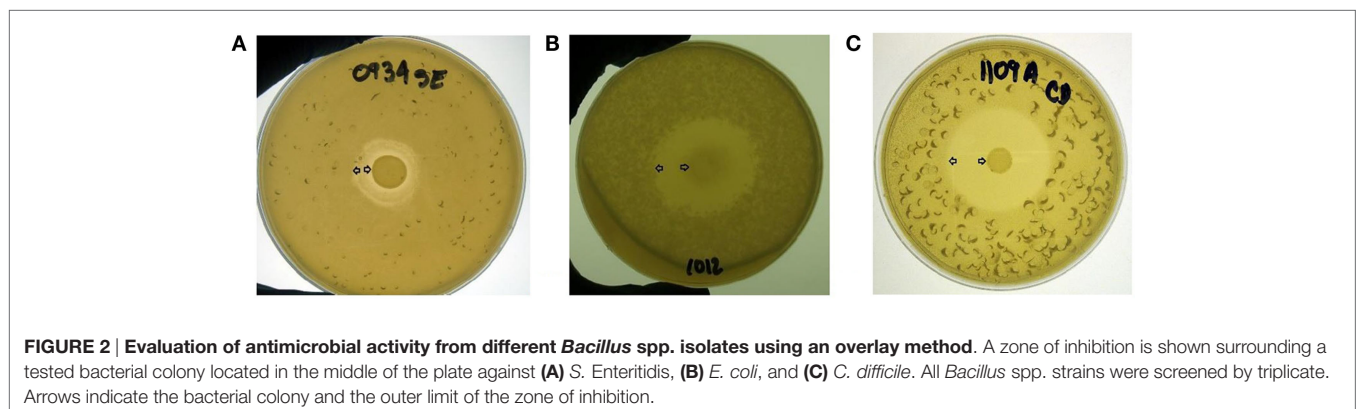 A
B
C
0934 SE
1012
1109 A
CD
FIGURE 2 | Evaluation of antimicrobial activity from different Bacillus spp. isolates using an overlay method. A zone of inhibition is shown surrounding a
tested bacterial colony located in the middle of the plate against (A) S. Enteritidis, (B) E. coli, and (C) C. difficile. All Bacillus spp. strains were screened by triplicate.
Arrows indicate the bacterial colony and the outer limit of the zone of inhibition.